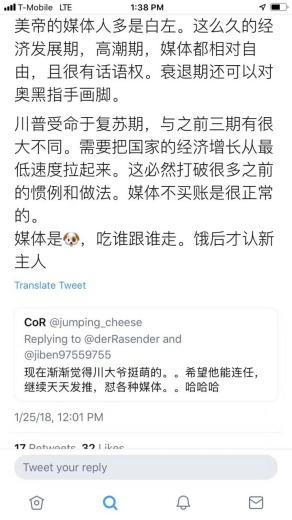 T-Mobile LTE 1:38 PM
美帝的媒体人多是白左。这么久的经
济发展期，高潮期，媒体都相对自
由，且很有话语权。衰退期还可以对
奥黑指手画脚。
川普受命于复苏期，与之前三期有很
大不同。需要把国家的经济增长从最
低速度拉起来。这必然打破很多之前
的惯例和做法。媒体不买账是很正常
的。
媒体是🐶，吃谁跟谁走。饿后才认新
主人
Translate Tweet
CoR @jumping_cheese
Replying to @derRasender and
@jiben97559755
现在渐渐觉得川大爷挺萌的。。希望他能连任，
继续天天发推，怼各种媒体。。哈哈哈
1/25/18, 12:01 PM
17 Retweets 32 Likes
Tweet your reply